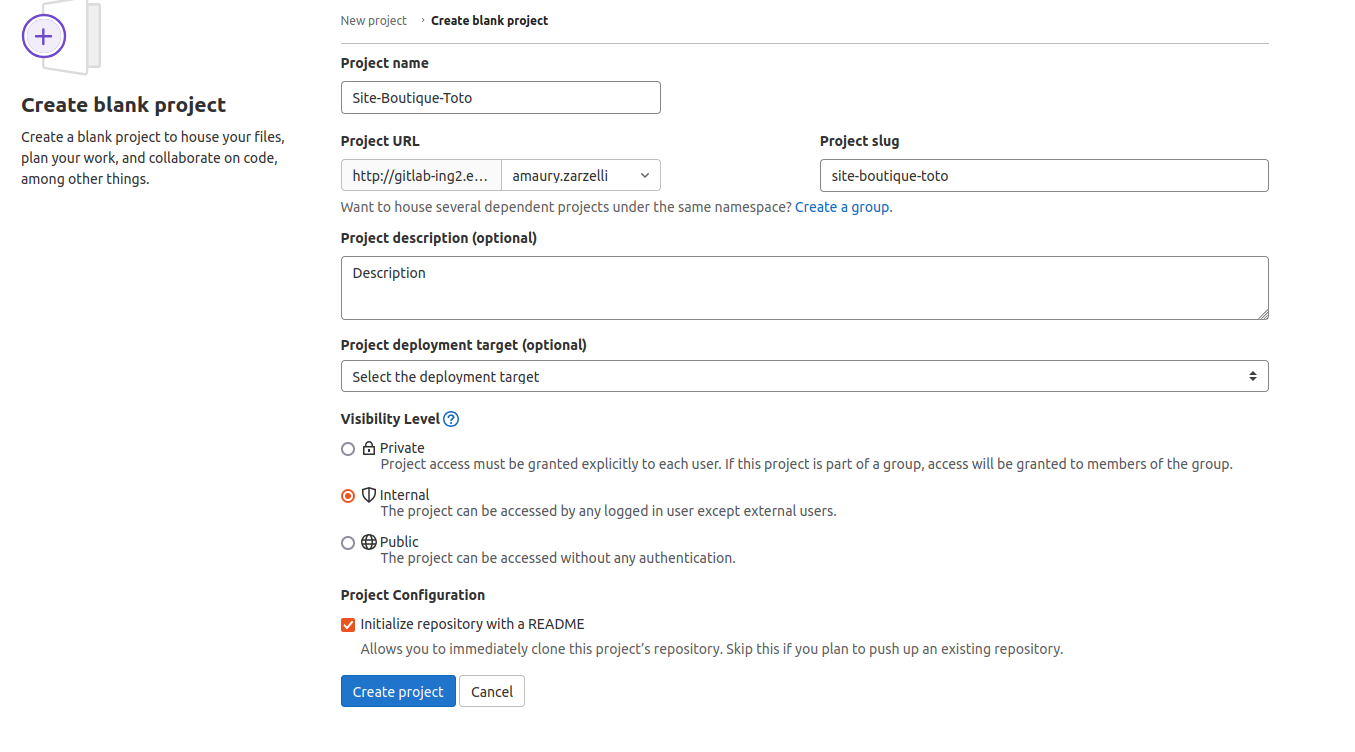 New project › Create blank project
Create blank project
Create a blank project to house your files,
plan your work, and collaborate on code,
among other things.
Project name
Site-Boutique-Toto
Project URL
http://gitlab-ing2.e...
amaury.zarzelli
Project slug
site-boutique-toto
Want to house several dependent projects under the same namespace? Create a group.
Project description (optional)
Description
Project deployment target (optional)
Select the deployment target
Visibility Level
Private
Project access must be granted explicitly to each user. If this project is part of a group, access will be granted to members of the group.
Internal
The project can be accessed by any logged in user except external users.
Public
The project can be accessed without any authentication.
Project Configuration
Initialize repository with a README
Allows you to immediately clone this project's repository. Skip this if you plan to push up an existing repository.
Create project
Cancel